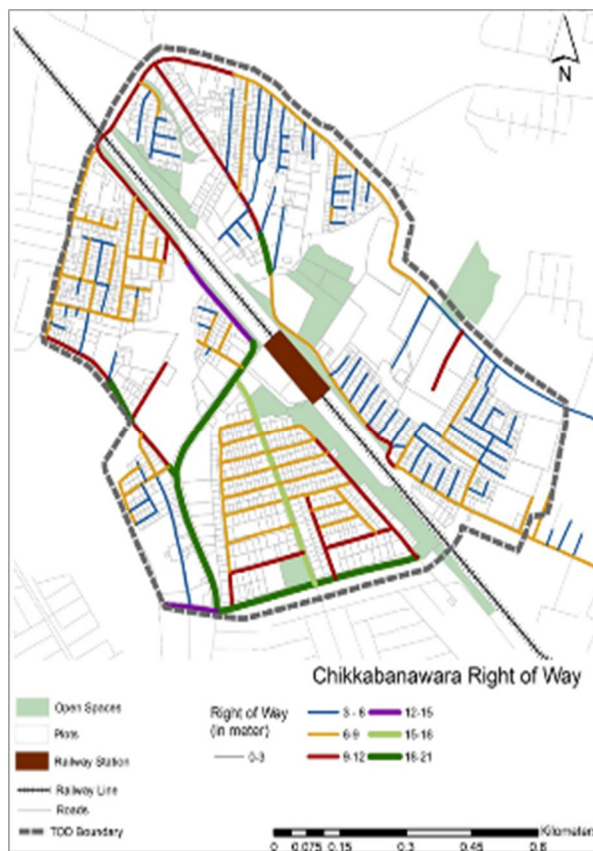 N
Chikkabanawara Right of Way
Open Spaces
Plots
Railway Station
Railway Line
Roads
TOD Boundary
Right of Way
(in meter)
0-3
3 - 6
6-9
9-12
12-15
15-18
18-21
Kilometers
0 0.075 0.15 0.3 0.45 0.6